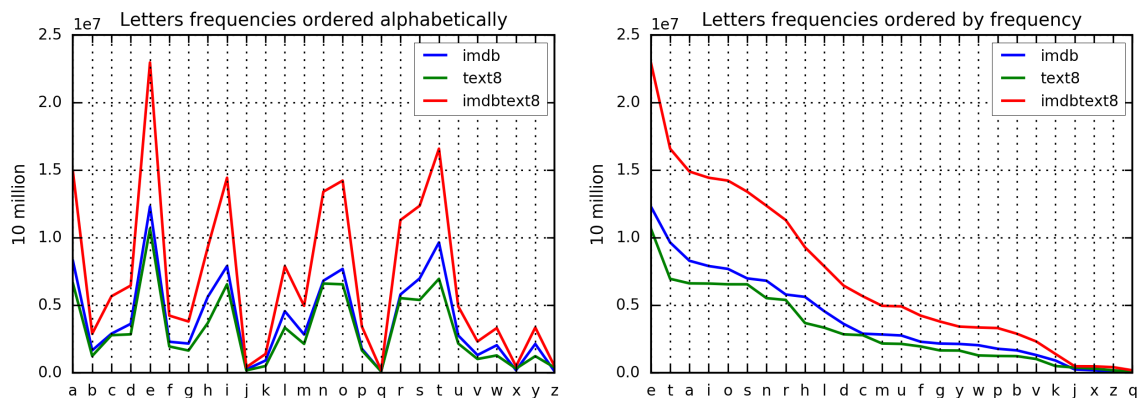 Letters frequencies ordered alphabetically
1e7
2.5
2.0
1.5
1.0
0.5
0.0
10 million
imdb
text8
imdbtext8
a b c d e f g h i j k l m n o p q r s t u v w x y z
Letters frequencies ordered by frequency
1e7
2.5
2.0
1.5
1.0
0.5
0.0
10 million
imdb
text8
imdbtext8
e t a i o s n r h l d c m u f g y w p b v k j x z q